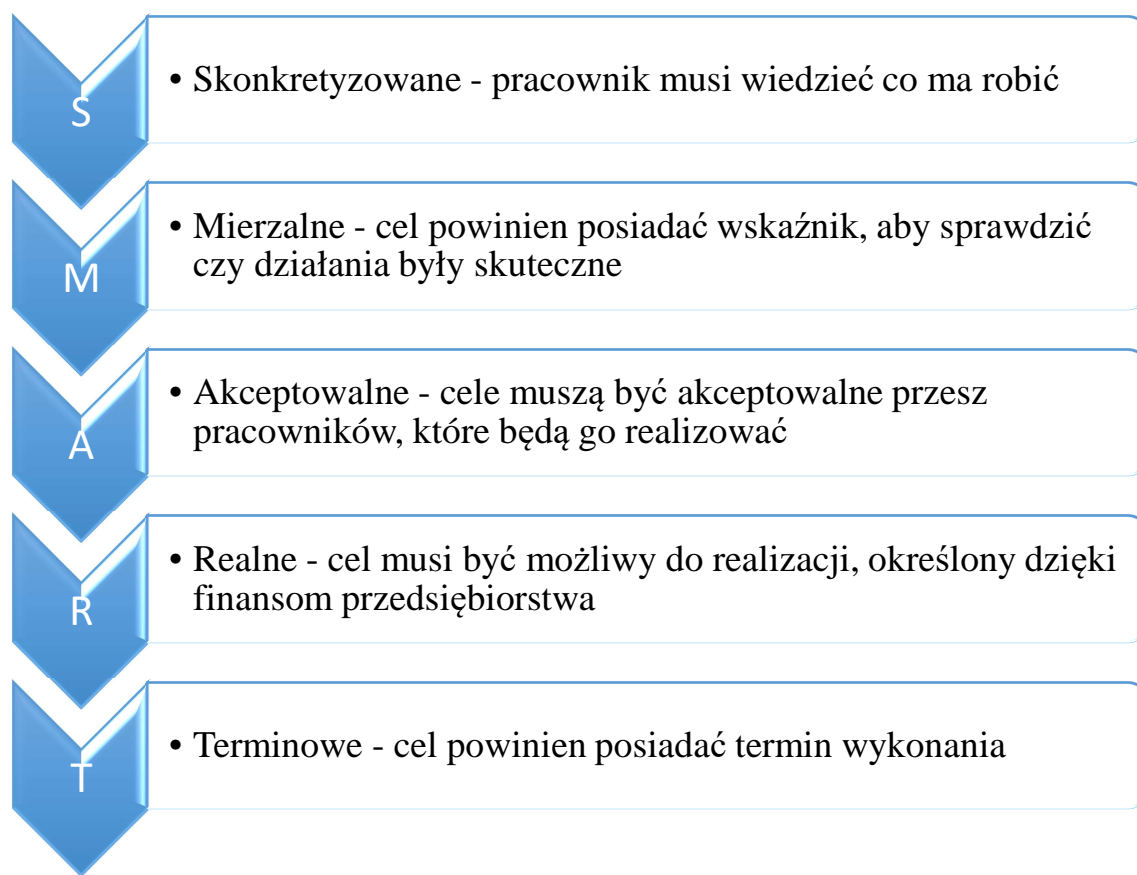 S
• Skonkretyzowane - pracownik musi wiedzieć co ma robić
M
• Mierzalne - cel powinien posiadać wskaźnik, aby sprawdzić
czy działania były skuteczne
A
• Akceptowalne - cele muszą być akceptowalne przesz
pracowników, które będą go realizować
R
• Realne - cel musi być możliwy do realizacji, określony dzięki
finansom przedsiębiorstwa
T
• Terminowe - cel powinien posiadać termin wykonania